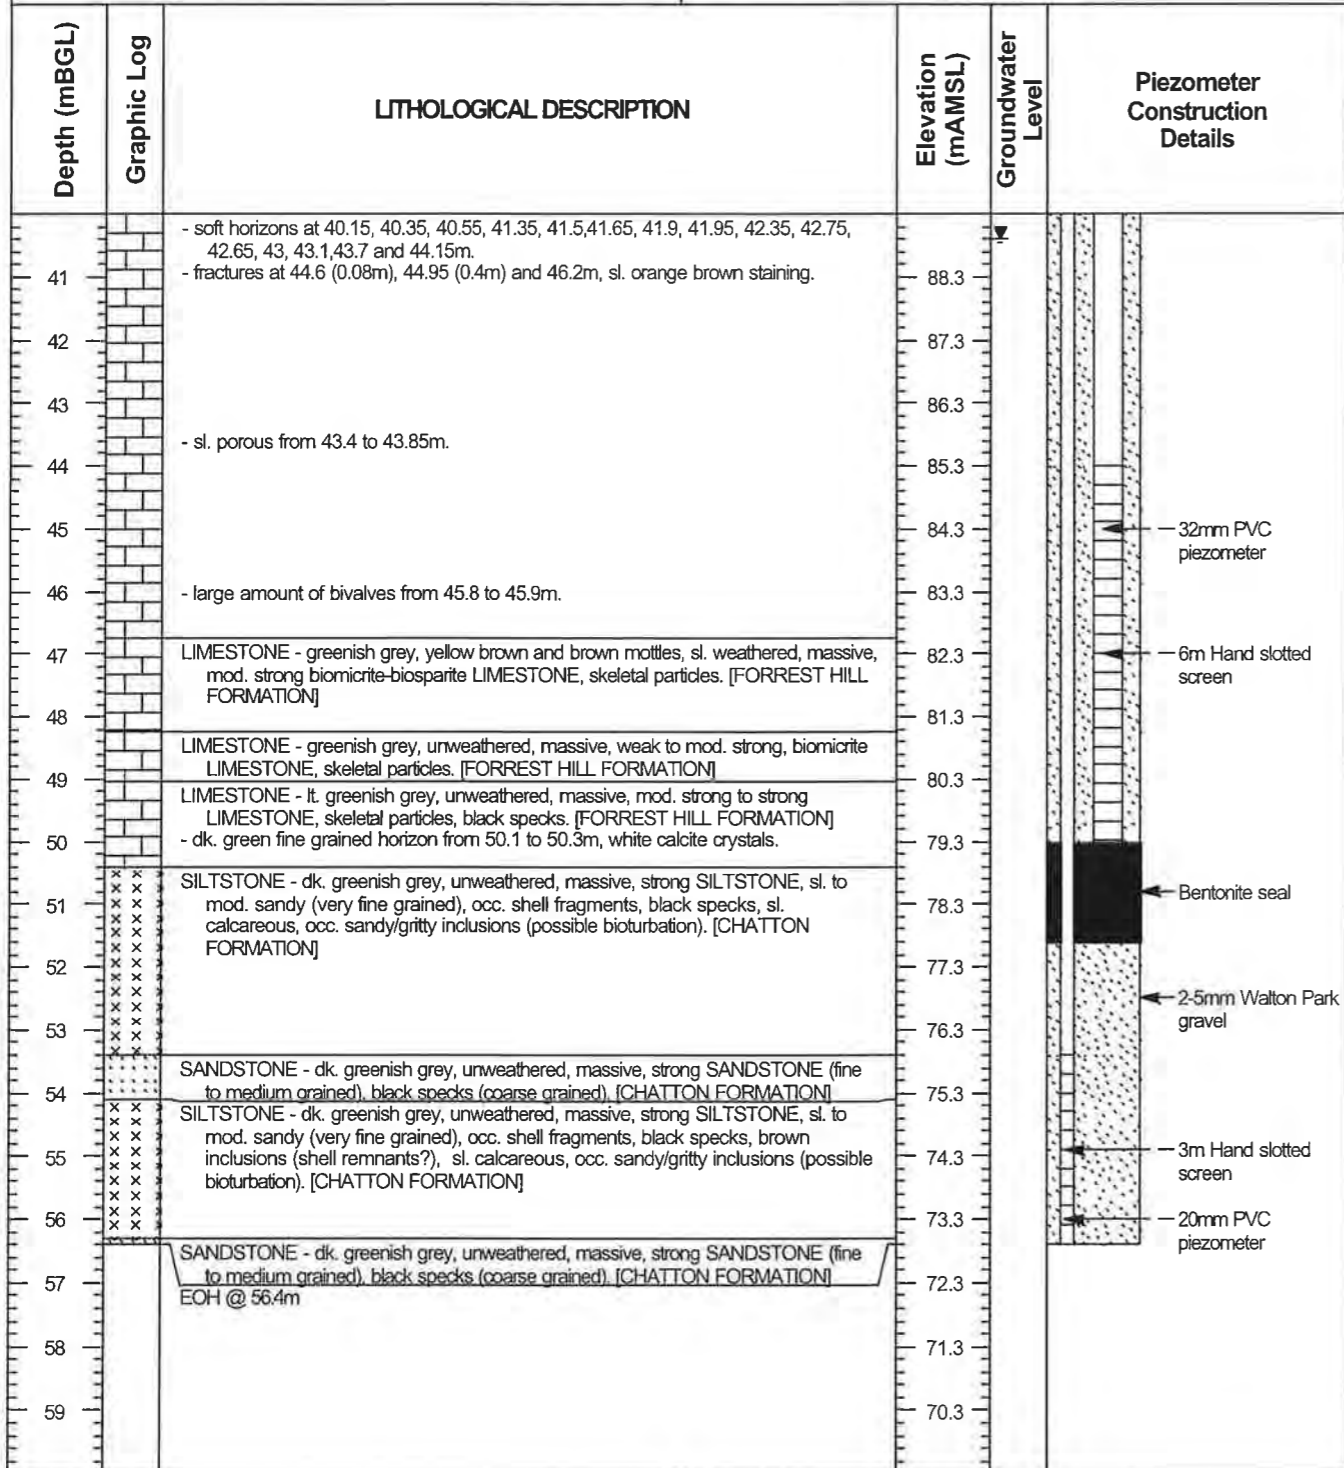 Depth (mBGL)
Graphic Log
LITHOLOGICAL DESCRIPTION
Elevation
(mAMSL)
Groundwater
Level
Piezometer
Construction
Details
- soft horizons at 40.15, 40.35, 40.55, 41.35, 41.5,41.65, 41.9, 41.95, 42.35, 42.75,
42.65, 43, 43.1,43.7 and 44.15m.
- fractures at 44.6 (0.08m), 44.95 (0.4m) and 46.2m, sl. orange brown staining.
41
88.3
42
87.3
43
86.3
- sl. porous from 43.4 to 43.85m.
44
85.3
45
84.3
32mm PVC
piezometer
46
- large amount of bivalves from 45.8 to 45.9m.
83.3
47
LIMESTONE - greenish grey, yellow brown and brown mottles, sl. weathered, massive,
mod. strong biomicrite-biosparite LIMESTONE, skeletal particles. [FORREST HILL
FORMATION]
82.3
6m Hand slotted
screen
48
81.3
LIMESTONE - greenish grey, unweathered, massive, weak to mod. strong, biomicrite
LIMESTONE, skeletal particles. [FORREST HILL FORMATION]
49
80.3
LIMESTONE - lt. greenish grey, unweathered, massive, mod. strong to strong
LIMESTONE, skeletal particles, black specks. [FORREST HILL FORMATION]
- dk. green fine grained horizon from 50.1 to 50.3m, white calcite crystals.
50
79.3
SILTSTONE - dk. greenish grey, unweathered, massive, strong SILTSTONE, sl. to
mod. sandy (very fine grained), occ. shell fragments, black specks, sl.
calcareous, occ. sandy/gritty inclusions (possible bioturbation). [CHATTON
FORMATION]
51
78.3
Bentonite seal
52
77.3
2-5mm Walton Park
gravel
53
76.3
SANDSTONE - dk. greenish grey, unweathered, massive, strong SANDSTONE (fine
to medium grained), black specks (coarse grained). [CHATTON FORMATION]
54
75.3
SILTSTONE - dk. greenish grey, unweathered, massive, strong SILTSTONE, sl. to
mod. sandy (very fine grained), occ. shell fragments, black specks, brown
inclusions (shell remnants?), sl. calcareous, occ. sandy/gritty inclusions (possible
bioturbation). [CHATTON FORMATION]
55
74.3
3m Hand slotted
screen
56
73.3
20mm PVC
piezometer
SANDSTONE - dk. greenish grey, unweathered, massive, strong SANDSTONE (fine
to medium grained), black specks (coarse grained). [CHATTON FORMATION]
57
72.3
EOH @ 56.4m
58
71.3
59
70.3